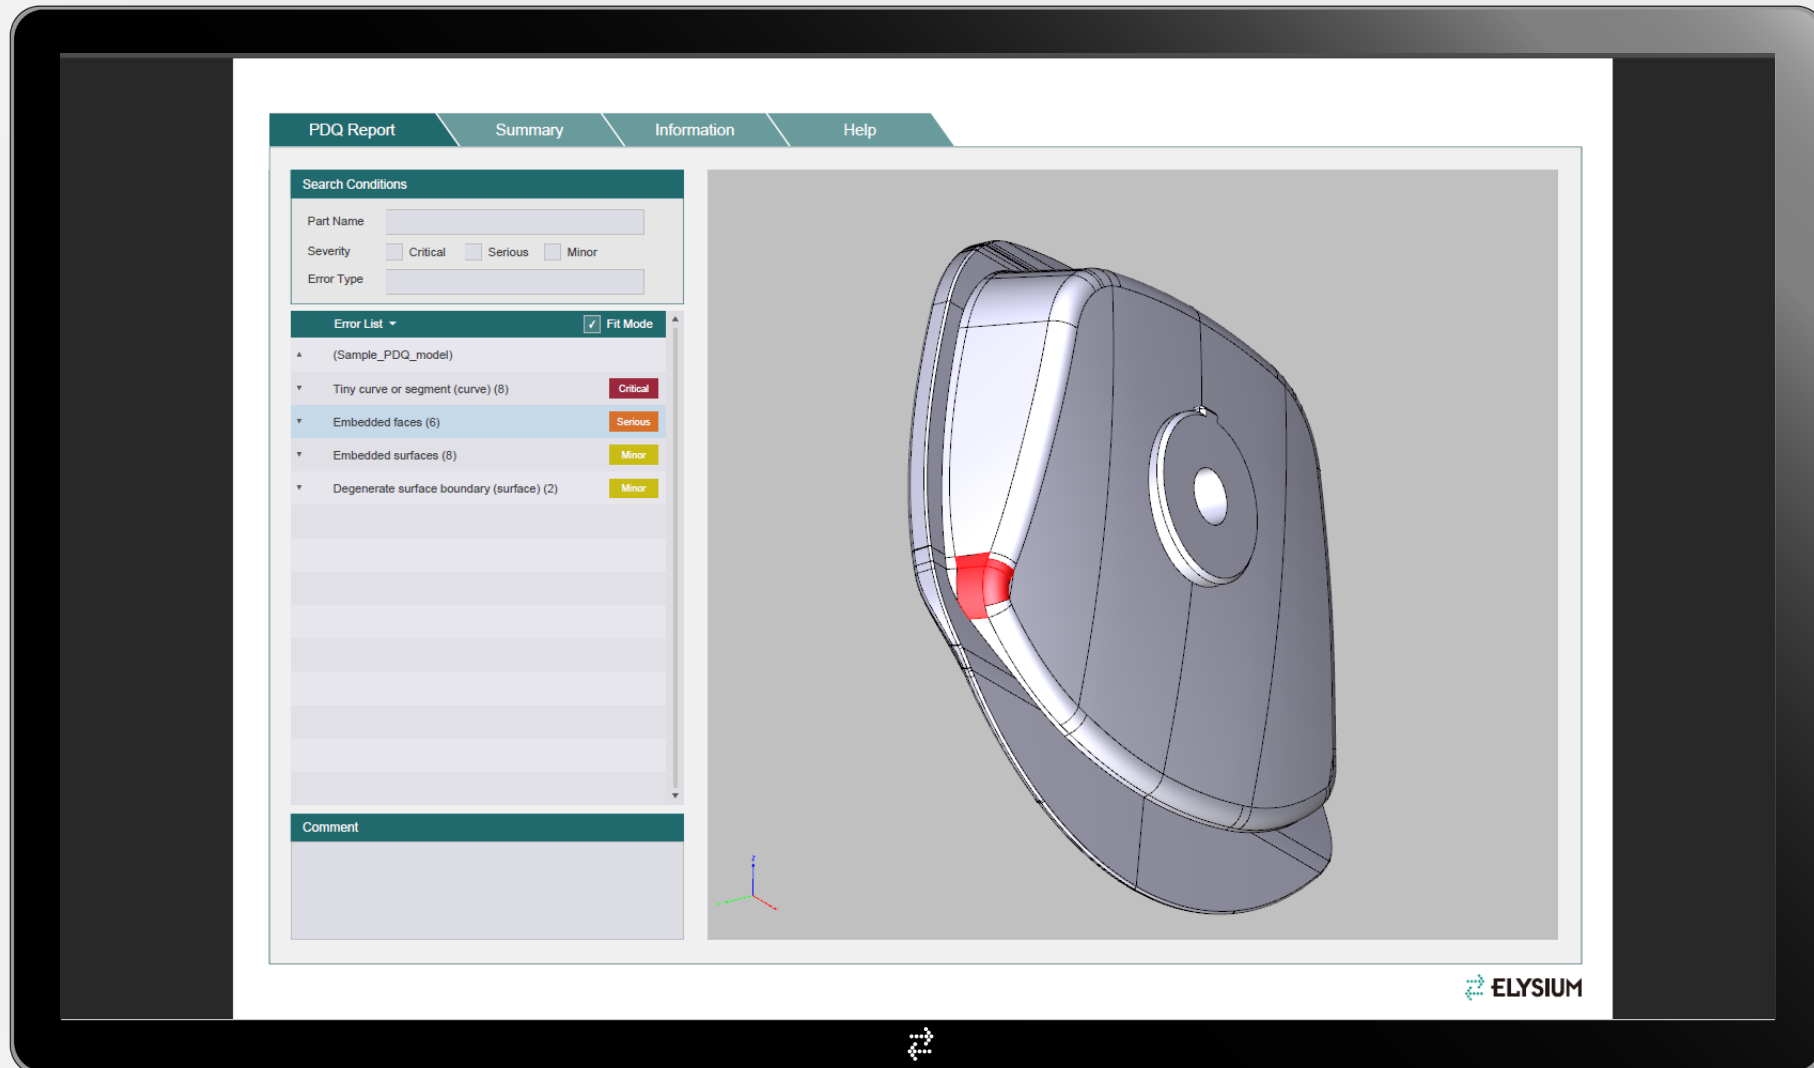 PDQ Report
Summary
Information
Help
Search Conditions
Part Name
Severity
Critical
Serious
Minor
Error Type
Error List
Fit Mode
(Sample_PDQ_model)
Tiny curve or segment (curve) (8)
Critical
Embedded faces (6)
Serious
Embedded surfaces (8)
Minor
Degenerate surface boundary (surface) (2)
Minor
Comment
z
ELYSIUM